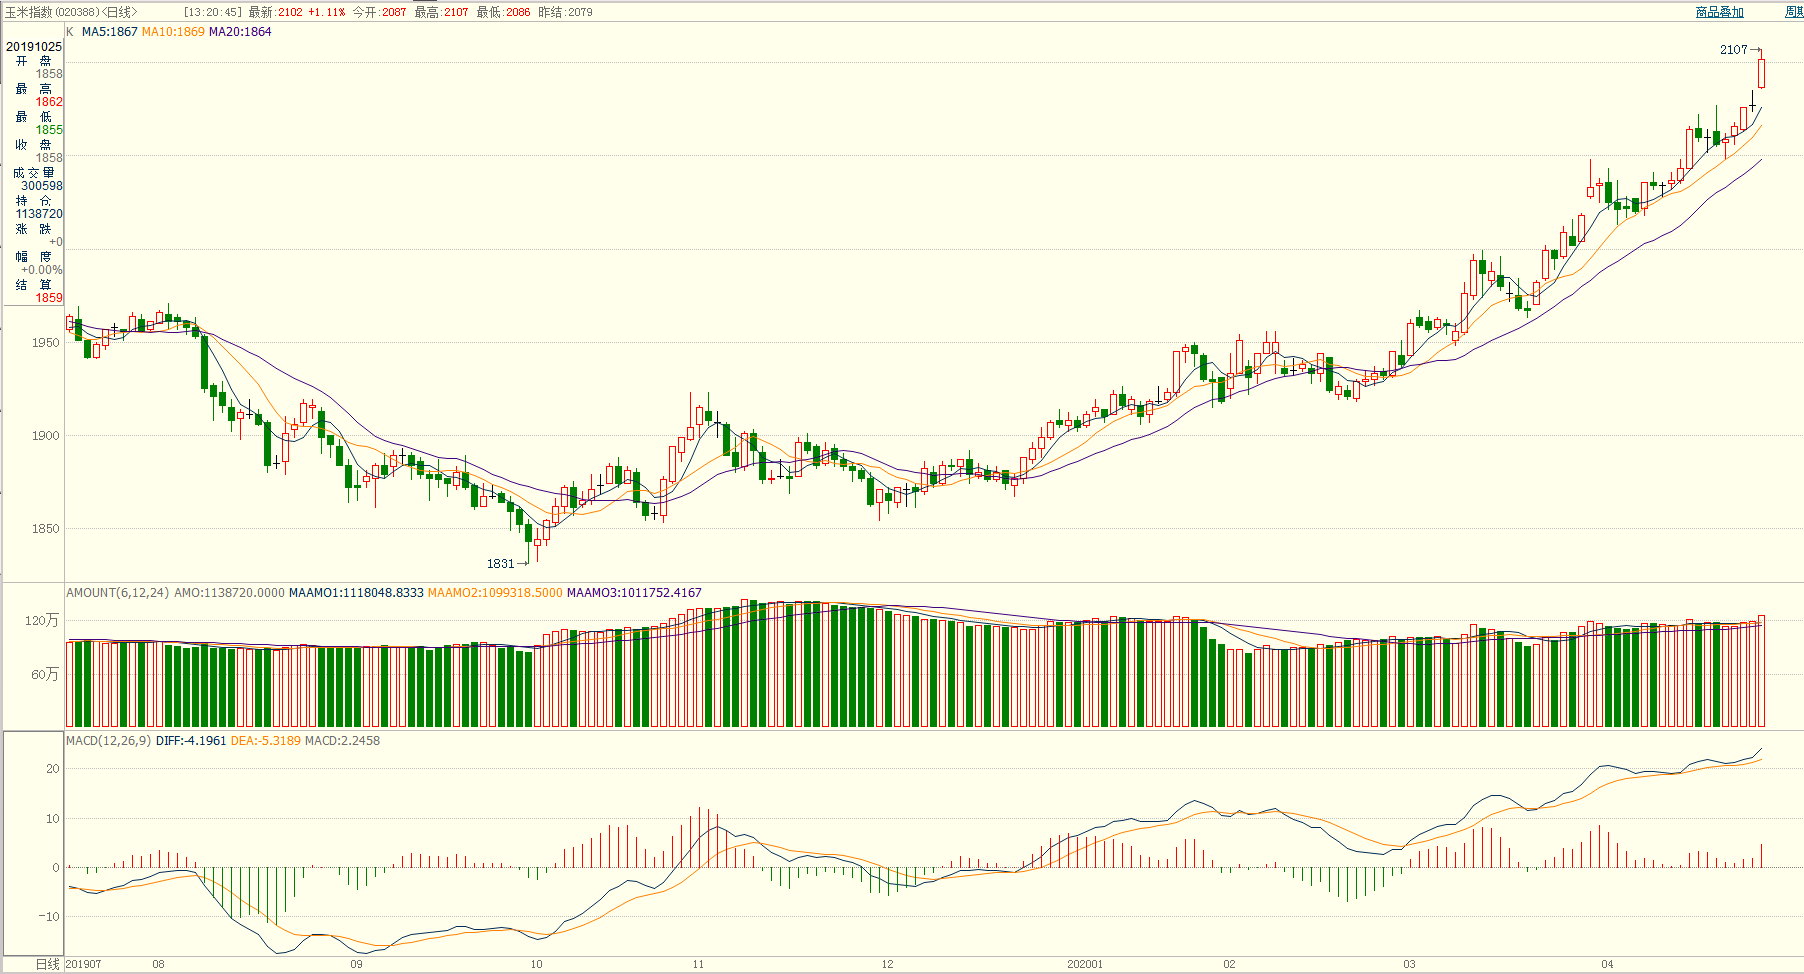 玉米指数(020388)<日线> [13:20:45] 最新:2102 +1.11% 今开:2087 最高:2107 最低:2086 昨结:2079 商品叠加 周期
K MA5:1867 MA10:1869 MA20:1864
20191025
开 盘
1858
最 高
1862
最 低
1855
收 盘
1858
成交量
300598
持 仓
1138720
涨 跌
+0
幅 度
+0.00%
结 算
1859
2107
1950
1900
1850
1831
AMOUNT(6,12,24) AMO:1138720.0000 MAAMO1:1118048.8333 MAAMO2:1099318.5000 MAAMO3:1011752.4167
120万
60万
MACD(12,26,9) DIFF:-4.1961 DEA:-5.3189 MACD:2.2458
20
10
0
-10
日线 201907 08 09 10 11 12 202001 02 03 04